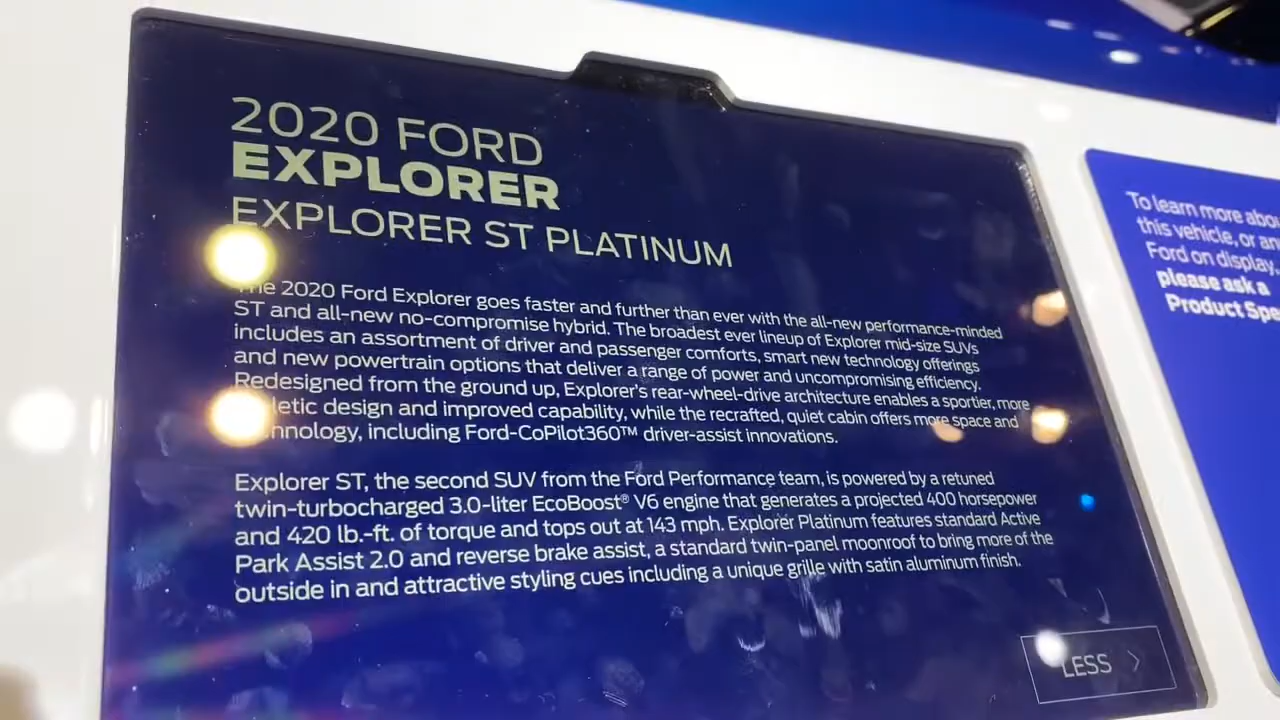 2020 FORD
EXPLORER
EXPLORER ST PLATINUM
The 2020 Ford Explorer goes faster and further than ever with the all-new performance-minded
ST and all-new no-compromise hybrid. The broadest ever lineup of Explorer mid-size SUVs
includes an assortment of driver and passenger comforts, smart new technology offerings
and new powertrain options that deliver a range of power and uncompromising efficiency.
Redesigned from the ground up, Explorer's rear-wheel-drive architecture enables a sportier, more
design and improved capability, while the recrafted, quiet cabin offers more space and
including Ford-CoPilot360™ driver-assist innovations.
Explorer ST, the second SUV from the Ford Performance team, is powered by a retuned
twin-turbocharged 3.0-liter EcoBoost® V6 engine that generates a projected 400 horsepower
and 420 lb.-ft. of torque and tops out at 143 mph. Explorer Platinum features standard Active
Park Assist 2.0 and reverse brake assist, a standard twin-panel moonroof to bring more of the
outside in and attractive styling cues including a unique grille with satin aluminum finish.
LESS >
To learn more
this vehicle, or
Ford on display,
please ask a
Product